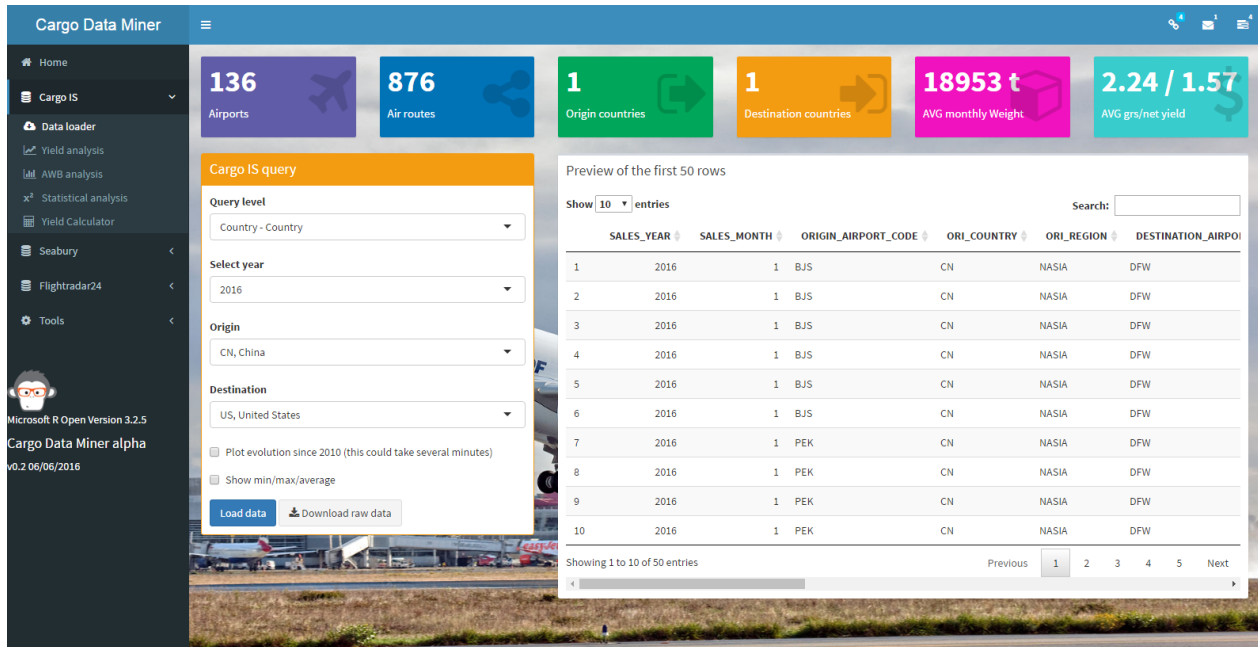 Cargo Data Miner
4 1 4
Home
Cargo IS
Data loader
Yield analysis
AWB analysis
x² Statistical analysis
Yield Calculator
Seabury
Flightradar24
Tools
Microsoft R Open Version 3.2.5
Cargo Data Miner alpha
v0.2 06/06/2016
136
Airports
876
Air routes
1
Origin countries
1
Destination countries
18953 t
AVG monthly Weight
2.24 / 1.57
AVG grs/net yield
Cargo IS query
Query level
Country - Country
Select year
2016
Origin
CN, China
Destination
US, United States
Plot evolution since 2010 (this could take several minutes)
Show min/max/average
Load data Download raw data
Preview of the first 50 rows
Show 10 entries Search:
SALES_YEAR SALES_MONTH ORIGIN_AIRPORT_CODE ORI_COUNTRY ORI_REGION DESTINATION_AIRPO
1 2016 1 BJS CN NASIA DFW
2 2016 1 BJS CN NASIA DFW
3 2016 1 BJS CN NASIA DFW
4 2016 1 BJS CN NASIA DFW
5 2016 1 BJS CN NASIA DFW
6 2016 1 BJS CN NASIA DFW
7 2016 1 PEK CN NASIA DFW
8 2016 1 PEK CN NASIA DFW
9 2016 1 PEK CN NASIA DFW
10 2016 1 PEK CN NASIA DFW
Showing 1 to 10 of 50 entries Previous 1 2 3 4 5 Next